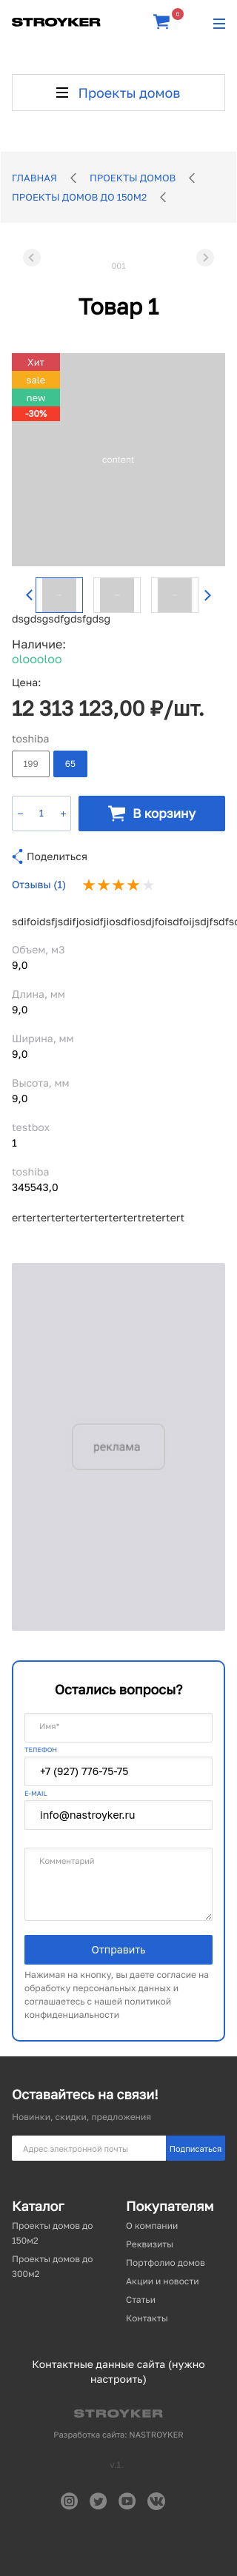 STROYKER
0
Проекты домов
ГЛАВНАЯ
ПРОЕКТЫ ДОМОВ
ПРОЕКТЫ ДОМОВ ДО 150М2
001
Товар 1
Хит
sale
new
-30%
content
dsgdsgsdfgdsfgdsg
Наличие:
oloooloo
Цена:
12 313 123,00 ₽/шт.
toshiba
199
65
– 1 +
В корзину
Поделиться
Отзывы (1)
sdifoidsfjsdifjosidfjiosdfiosdjfoisdfoijsdjfsdfsd
Объем, м3
9,0
Длина, мм
9,0
Ширина, мм
9,0
Высота, мм
9,0
testbox
1
toshiba
345543,0
erterterterterterterertertretertert
реклама
Остались вопросы?
Имя*
ТЕЛЕФОН
+7 (927) 776-75-75
E-MAIL
info@nastroyker.ru
Комментарий
Отправить
Нажимая на кнопку, вы даете согласие на
обработку персональных данных и
соглашаетесь с нашей политикой
конфиденциальности
Оставайтесь на связи!
Новинки, скидки, предложения
Адрес электронной почты
Подписаться
Каталог
Проекты домов до
150м2
Проекты домов до
300м2
Покупателям
О компании
Реквизиты
Портфолио домов
Акции и новости
Статьи
Контакты
Контактные данные сайта (нужно
настроить)
STROYKER
Разработка сайта: NASTROYKER